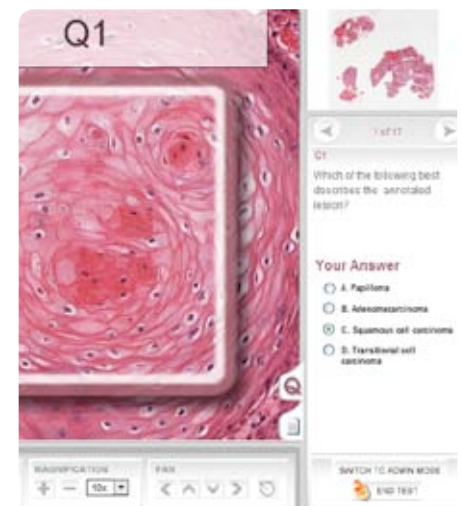 Q1
1 of 17
Q1
Which of the following best
describes the annotated
lesion?
Your Answer
A. Papilloma
B. Adenomacarcinoma
C. Squamous cell carcinoma
D. Transitional cell
carcinoma
Q
MAGNIFICATION
PAN
10x
SWITCH TO ADMIN MODE
END TEST